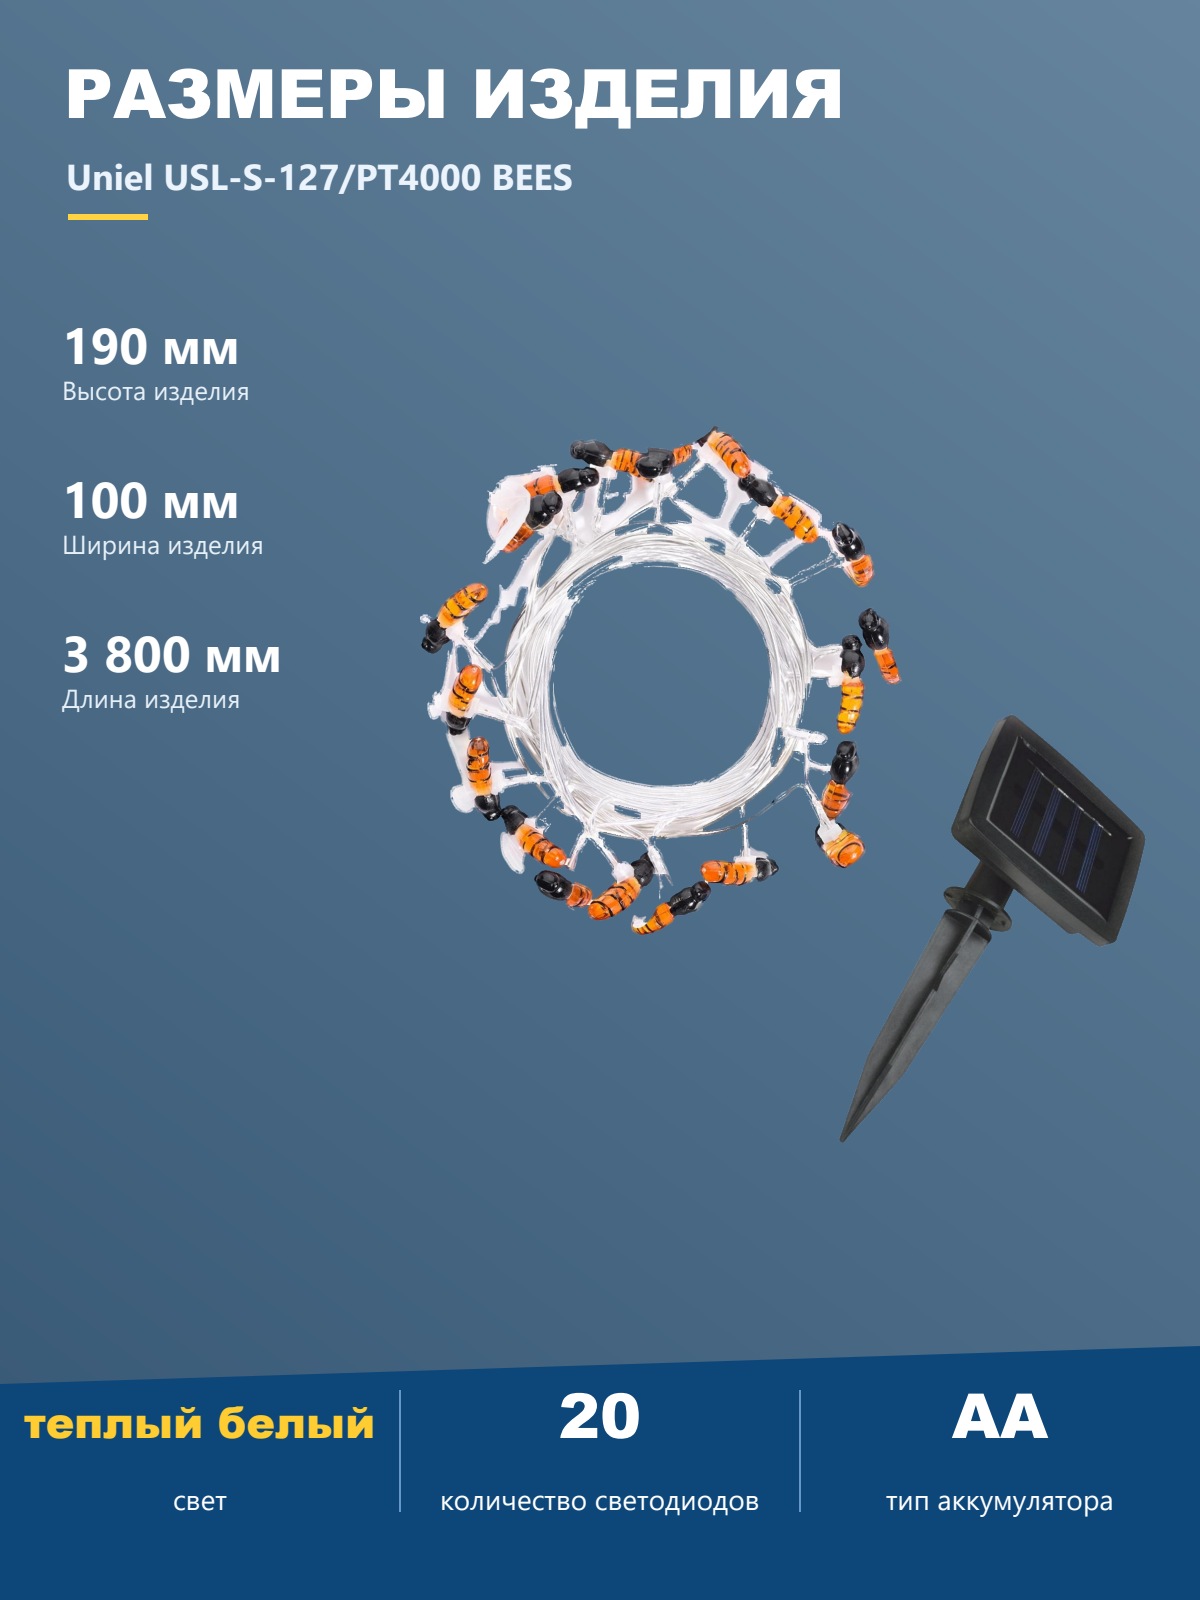 РАЗМЕРЫ ИЗДЕЛИЯ
Uniel USL-S-127/PT4000 BEES
190 мм
Высота изделия
100 мм
Ширина изделия
3 800 мм
Длина изделия
теплый белый
свет
20
количество светодиодов
AA
тип аккумулятора